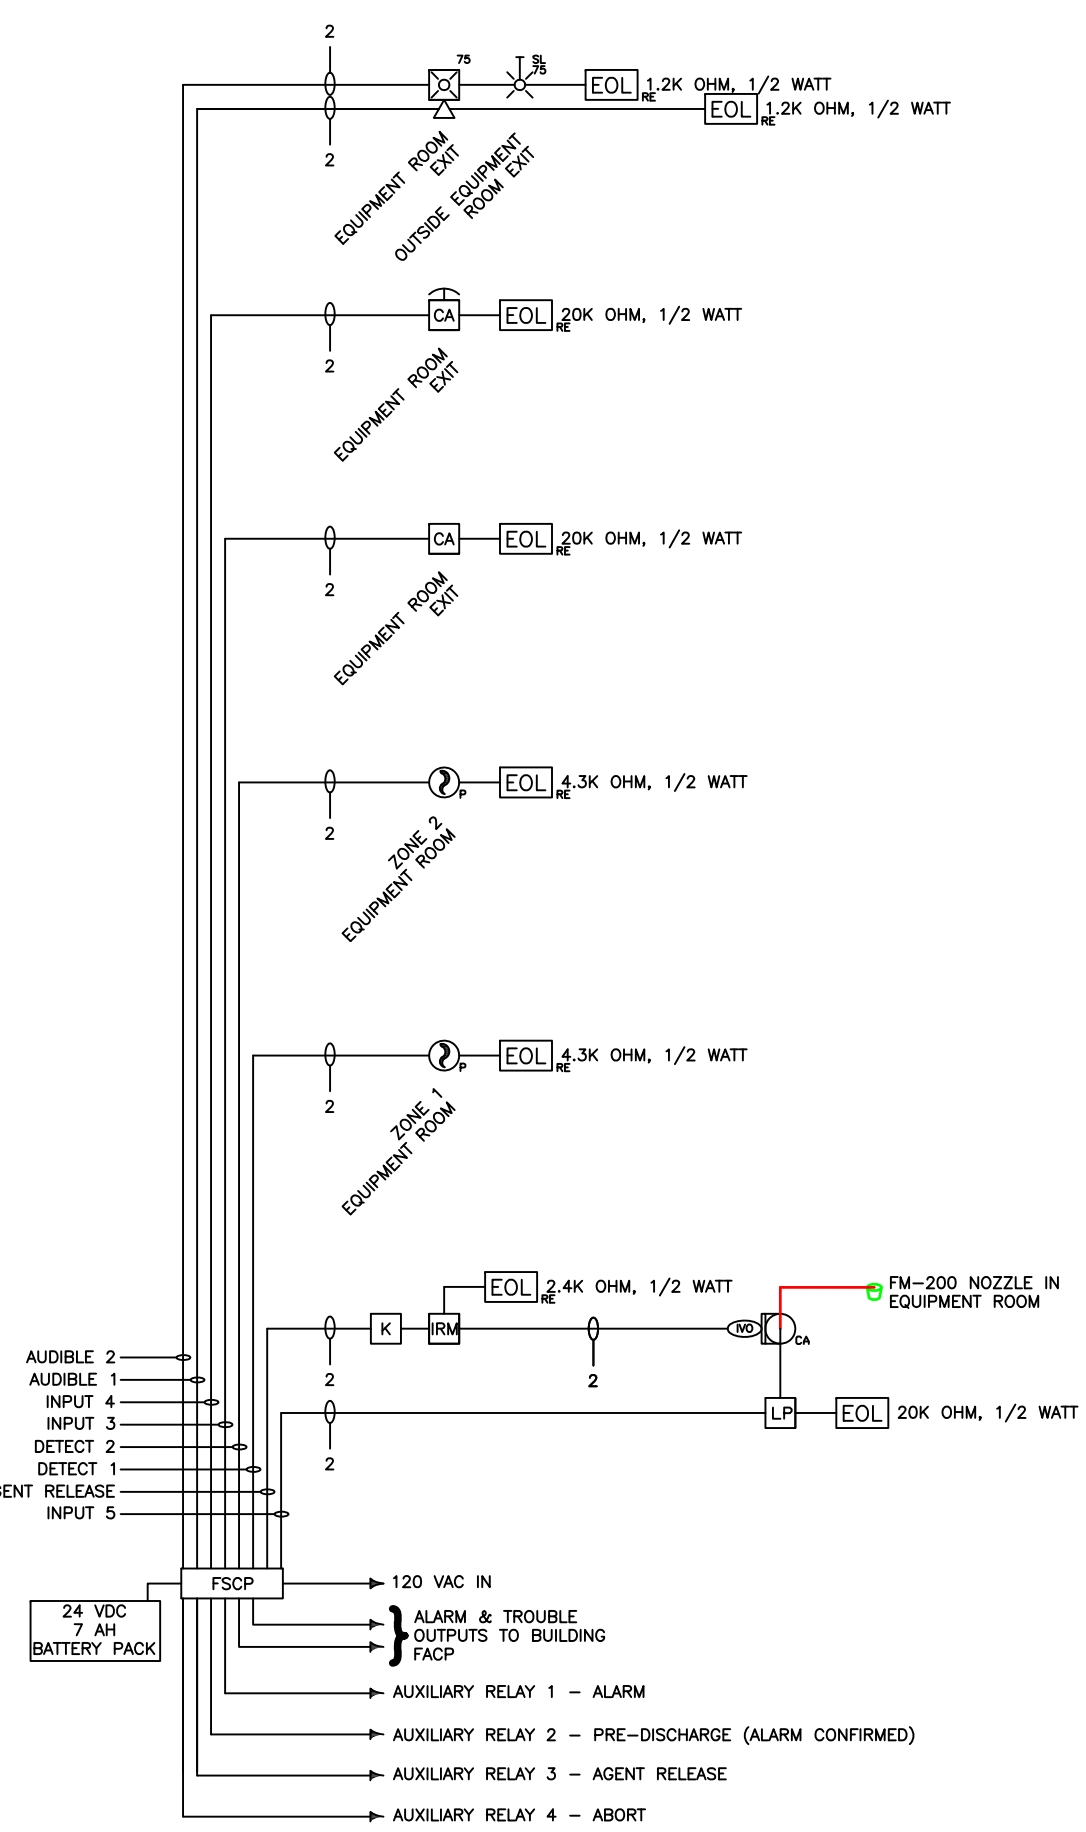 2
75
SL
75
EOL
RE
1.2K OHM, 1/2 WATT
EOL
RE
1.2K OHM, 1/2 WATT
2
EQUIPMENT ROOM
EXIT
OUTSIDE EQUIPMENT
ROOM EXIT
CA
EOL
RE
20K OHM, 1/2 WATT
2
EQUIPMENT ROOM
EXIT
CA
EOL
RE
20K OHM, 1/2 WATT
2
EQUIPMENT ROOM
EXIT
P
EOL
RE
4.3K OHM, 1/2 WATT
2
ZONE 2
EQUIPMENT ROOM
P
EOL
RE
4.3K OHM, 1/2 WATT
2
ZONE 1
EQUIPMENT ROOM
EOL
RE
2.4K OHM, 1/2 WATT
FM-200 NOZZLE IN
EQUIPMENT ROOM
K
IRM
IVO
CA
2
2
LP
EOL
20K OHM, 1/2 WATT
2
AUDIBLE 2
AUDIBLE 1
INPUT 4
INPUT 3
DETECT 2
DETECT 1
GENT RELEASE
INPUT 5
FSCP
120 VAC IN
24 VDC
7 AH
BATTERY PACK
ALARM & TROUBLE
OUTPUTS TO BUILDING
FACP
AUXILIARY RELAY 1 - ALARM
AUXILIARY RELAY 2 - PRE-DISCHARGE (ALARM CONFIRMED)
AUXILIARY RELAY 3 - AGENT RELEASE
AUXILIARY RELAY 4 - ABORT